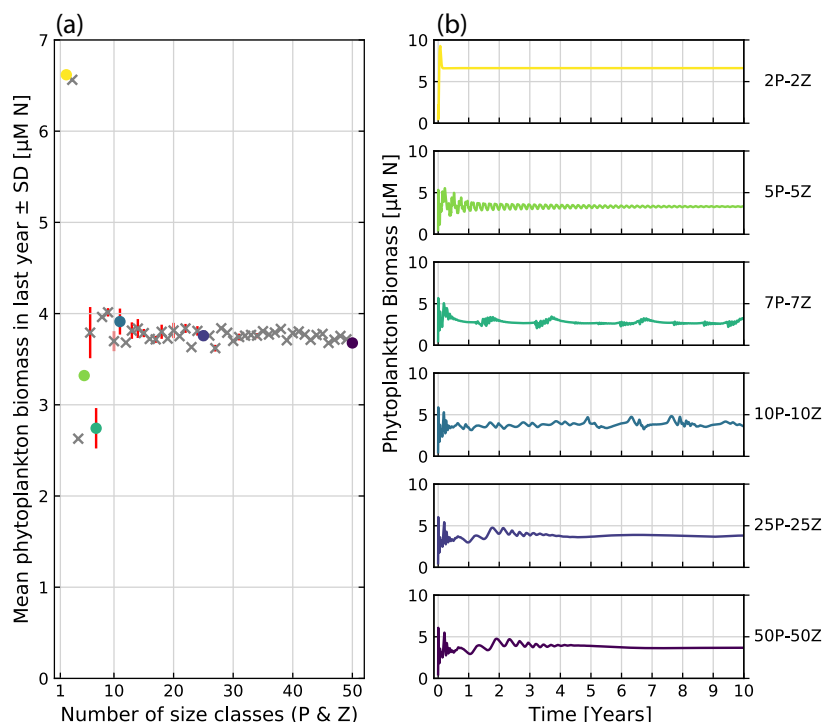 (a)
Mean phytoplankton biomass in last year ± SD [µM N]
7
6
5
4
3
2
1
0
1 10 20 30 40 50
Number of size classes (P & Z)
(b)
Phytoplankton Biomass [µM N]
10
5
0
2P-2Z
10
5
0
5P-5Z
10
5
0
7P-7Z
10
5
0
10P-10Z
10
5
0
25P-25Z
10
5
0
50P-50Z
0 1 2 3 4 5 6 7 8 9 10
Time [Years]